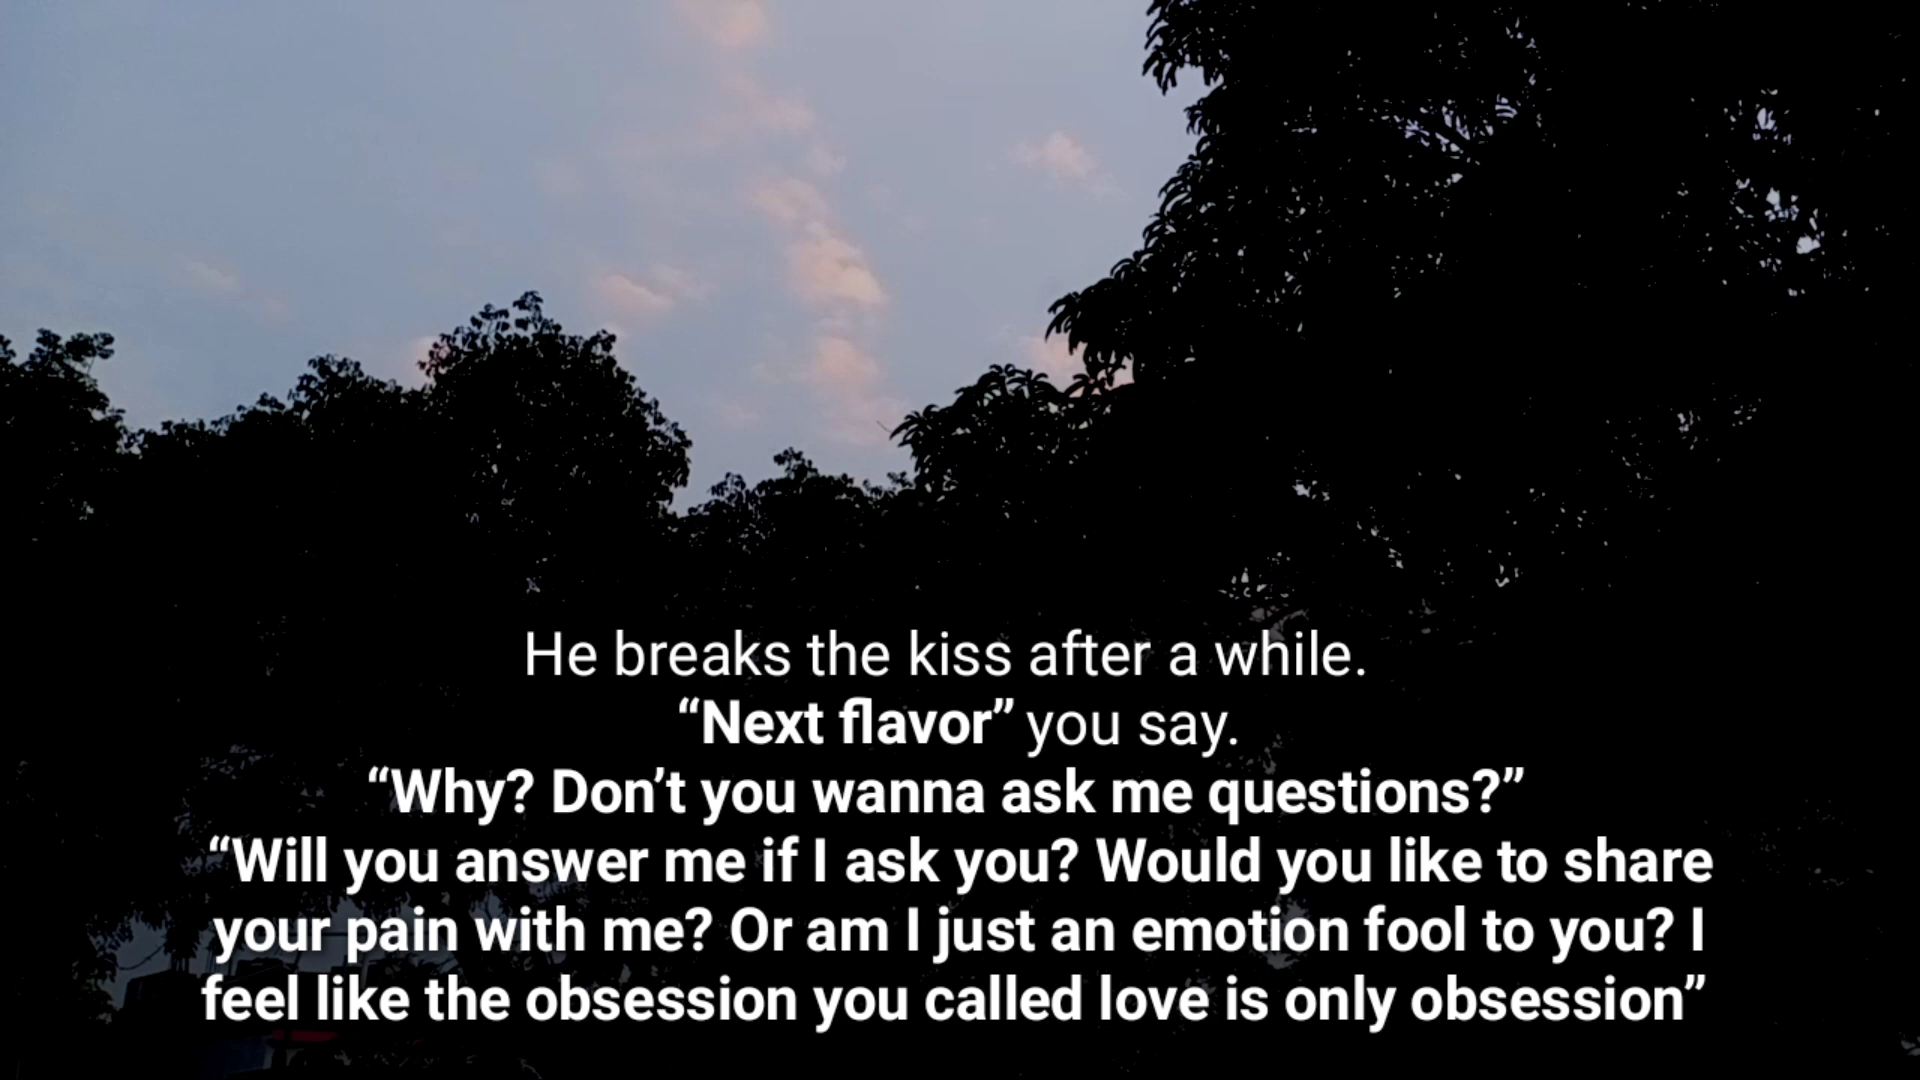 He breaks the kiss after a while.
“Next flavor” you say.
“Why? Don’t you wanna ask me questions?”
“Will you answer me if I ask you? Would you like to share
your pain with me? Or am I just an emotion fool to you? I
feel like the obsession you called love is only obsession”